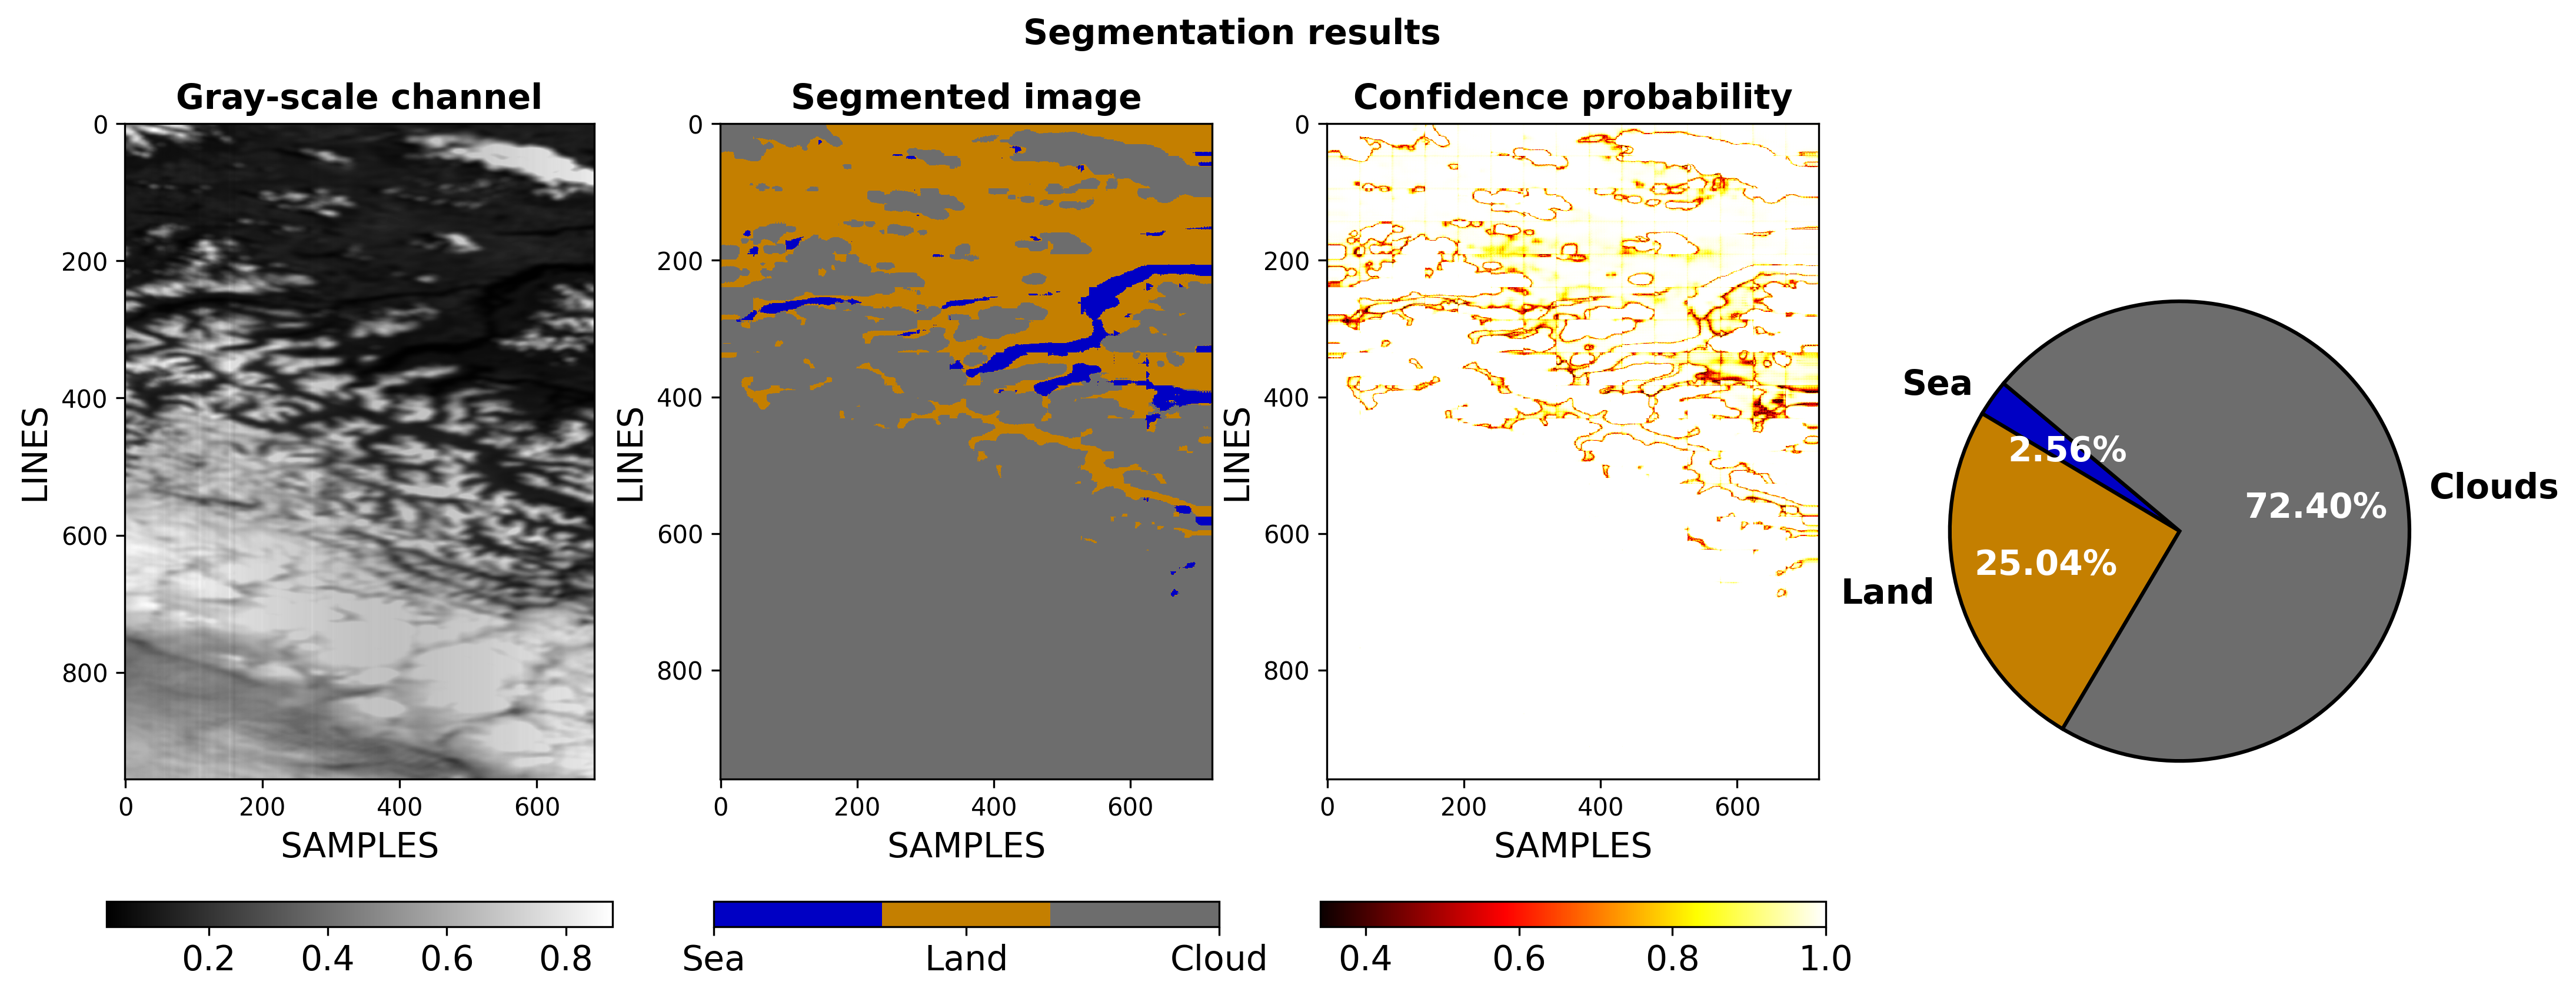 Segmentation results
Gray-scale channel
Segmented image
Confidence probability
0
200
400
600
800
LINES
0 200 400 600
SAMPLES
0.2 0.4 0.6 0.8
0
200
400
600
800
LINES
0 200 400 600
SAMPLES
Sea Land Cloud
0
200
400
600
800
LINES
0 200 400 600
SAMPLES
0.4 0.6 0.8 1.0
Sea
2.56%
Clouds
72.40%
25.04%
Land